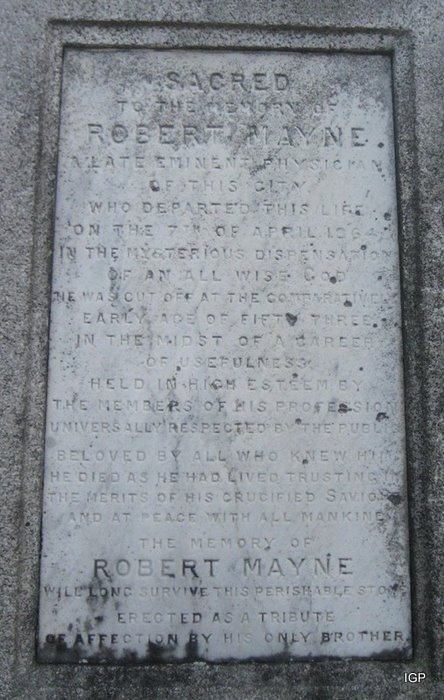 SACRED
TO THE MEMORY OF
ROBERT MAYNE
A LATE EMINENT PHYSICIAN
OF THIS CITY
WHO DEPARTED THIS LIFE
ON THE 7TH OF APRIL 1864
IN THE MYSTERIOUS DISPENSATION
OF AN ALL WISE GOD
HE WAS CUT OFF AT THE COMPARATIVELY
EARLY AGE OF FIFTY THREE
IN THE MIDST OF A CAREER
OF USEFULNESS
HELD IN HIGH ESTEEM BY
THE MEMBERS OF HIS PROFESSION
UNIVERSALLY RESPECTED BY THE PUBLIC
BELOVED BY ALL WHO KNEW HIM
HE DIED AS HE HAD LIVED TRUSTING IN
THE MERITS OF HIS CRUCIFIED SAVIOUR
AND AT PEACE WITH ALL MANKIND
THE MEMORY OF
ROBERT MAYNE
WILL LONG SURVIVE THIS PERISHABLE STONE
ERECTED AS A TRIBUTE
OF AFFECTION BY HIS ONLY BROTHER
IGP